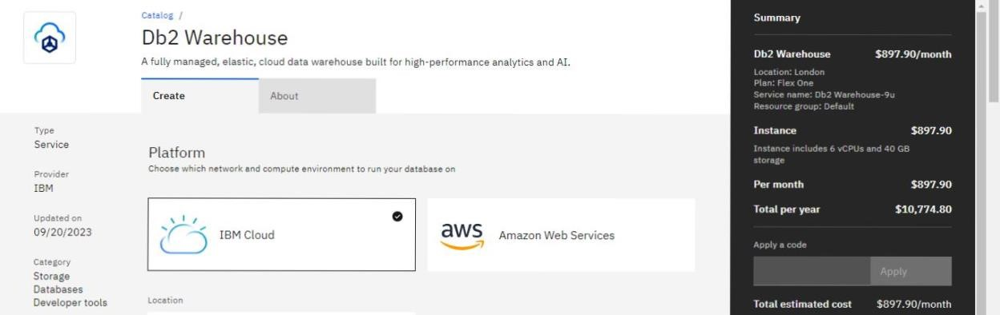 Catalog /
Db2 Warehouse
A fully managed, elastic, cloud data warehouse built for high-performance analytics and AI.
Create
About
Type
Service
Provider
IBM
Updated on
09/20/2023
Category
Storage
Databases
Developer tools
Platform
Choose which network and compute environment to run your database on
IBM Cloud
aws
Amazon Web Services
Location
Summary
Db2 Warehouse $897.90/month
Location: London
Plan: Flex One
Service name: Db2 Warehouse-9u
Resource group: Default
Instance $897.90
Instance includes 6 vCPUs and 40 GB
storage
Per month $897.90
Total per year $10,774.80
Apply a code
Apply
Total estimated cost $897.90/month